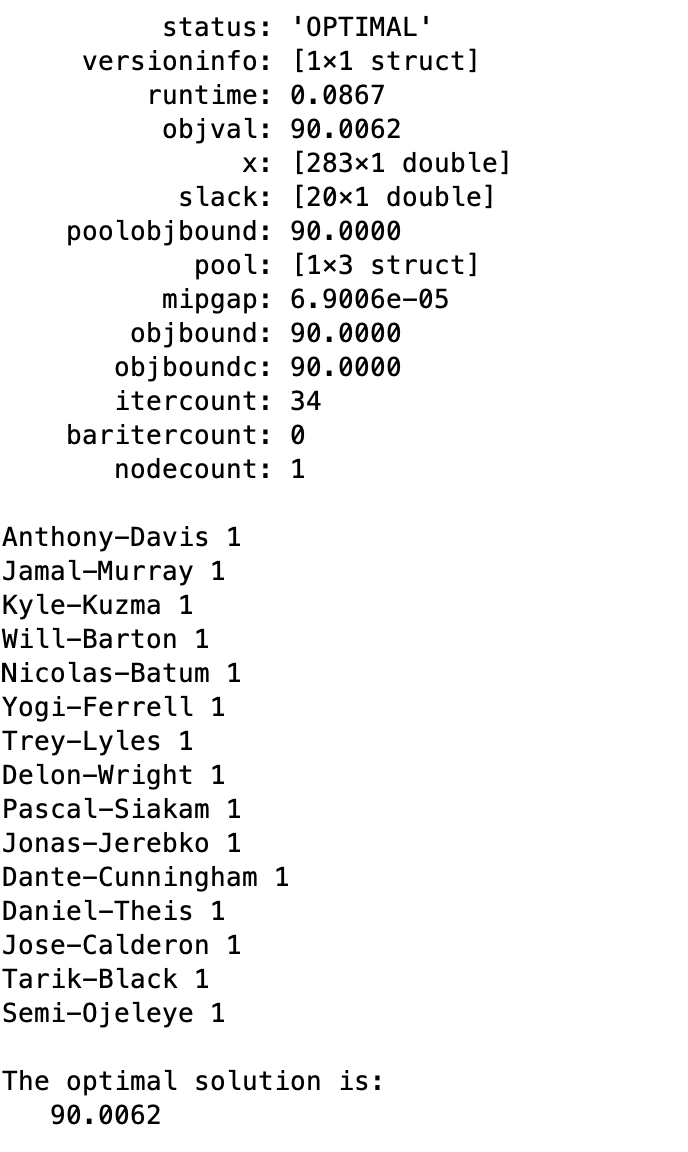 status: 'OPTIMAL'
versioninfo: [1×1 struct]
runtime: 0.0867
objval: 90.0062
x: [283×1 double]
slack: [20×1 double]
poolobjbound: 90.0000
pool: [1×3 struct]
mipgap: 6.9006e-05
objbound: 90.0000
objboundc: 90.0000
itercount: 34
baritercount: 0
nodecount: 1
Anthony-Davis 1
Jamal-Murray 1
Kyle-Kuzma 1
Will-Barton 1
Nicolas-Batum 1
Yogi-Ferrell 1
Trey-Lyles 1
Delon-Wright 1
Pascal-Siakam 1
Jonas-Jerebko 1
Dante-Cunningham 1
Daniel-Theis 1
Jose-Calderon 1
Tarik-Black 1
Semi-Ojeleye 1
The optimal solution is:
90.0062